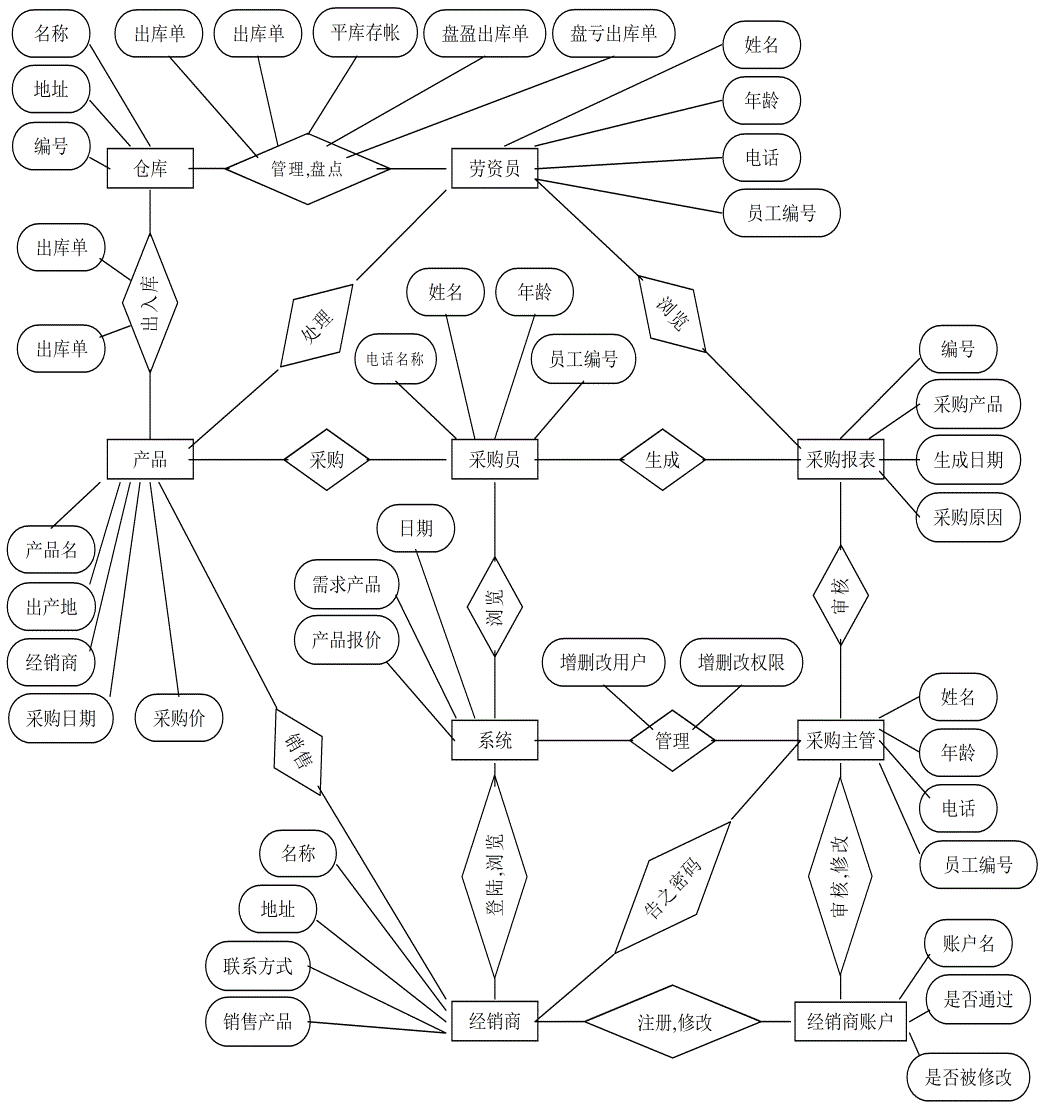 名称
出库单
出库单
平库存帐
盘盈出库单
盘亏出库单
姓名
地址
年龄
编号
仓库
管理,盘点
劳资员
电话
员工编号
出库单
出入库
出库单
处理
姓名
年龄
浏览
电话名称
员工编号
编号
采购产品
产品
采购
采购员
生成
采购报表
生成日期
采购原因
产品名
日期
出产地
需求产品
浏览
审核
经销商
产品报价
增删改用户
增删改权限
采购日期
采购价
姓名
销售
系统
管理
采购主管
年龄
电话
名称
登陆,浏览
告之密码
审核,修改
员工编号
地址
联系方式
账户名
销售产品
经销商
注册,修改
经销商账户
是否通过
是否被修改